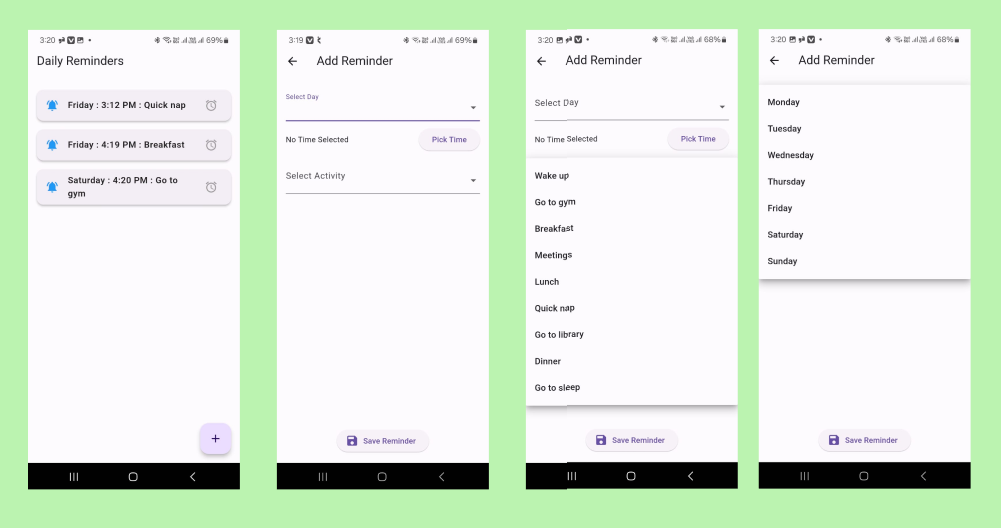 3:20
69%
Daily Reminders
Friday : 3:12 PM : Quick nap
Friday : 4:19 PM : Breakfast
Saturday : 4:20 PM : Go to
gym
+
3:19
69%
Add Reminder
Select Day
No Time Selected
Pick Time
Select Activity
Save Reminder
3:20
68%
Add Reminder
Select Day
No Time Selected
Pick Time
Wake up
Go to gym
Breakfast
Meetings
Lunch
Quick nap
Go to library
Dinner
Go to sleep
Save Reminder
3:20
68%
Add Reminder
Monday
Tuesday
Wednesday
Thursday
Friday
Saturday
Sunday
Save Reminder